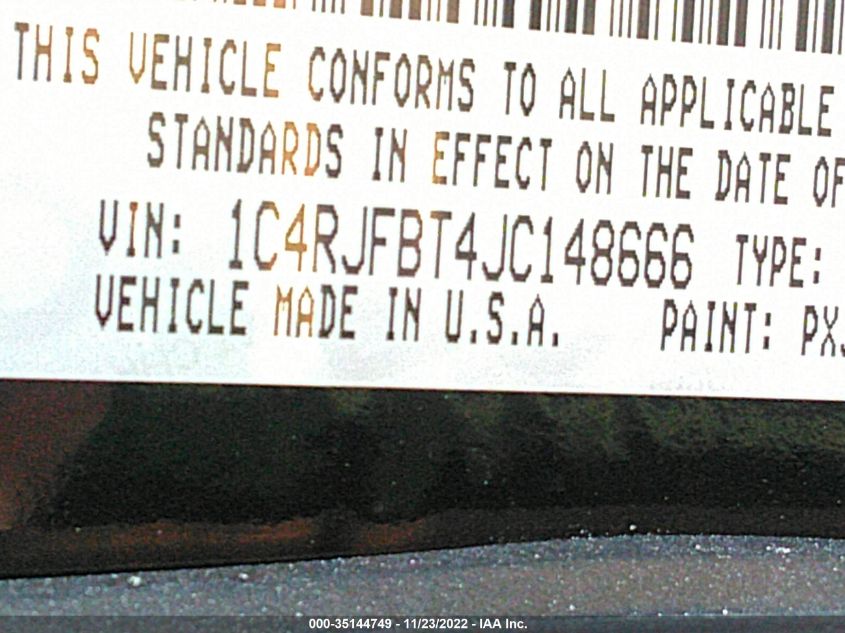 THIS VEHICLE CONFORMS TO ALL APPLICABLE
STANDARDS IN EFFECT ON THE DATE OF
VIN: 1C4RJFBT4JC148666 TYPE:
VEHICLE MADE IN U.S.A. PAINT: PXJ
000-35144749 - 11/23/2022 - IAA Inc.